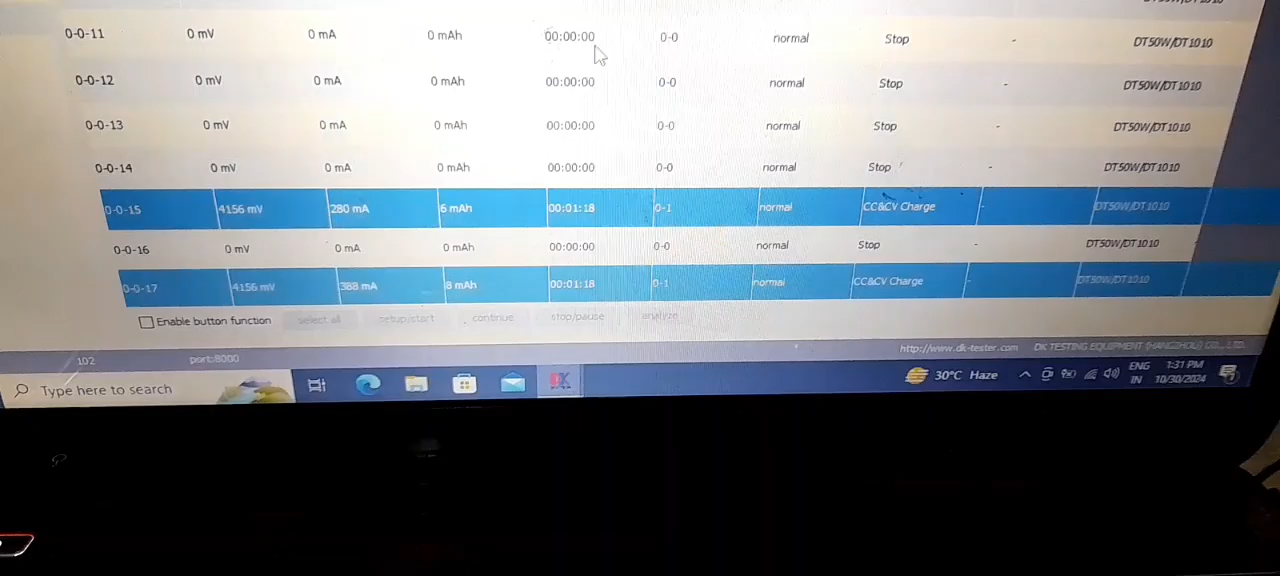 0-0-11 0 mV 0 mA 0 mAh 00:00:00 0-0 normal Stop - DT50W/DT1010
0-0-12 0 mV 0 mA 0 mAh 00:00:00 0-0 normal Stop - DT50W/DT1010
0-0-13 0 mV 0 mA 0 mAh 00:00:00 0-0 normal Stop - DT50W/DT1010
0-0-14 0 mV 0 mA 0 mAh 00:00:00 0-0 normal Stop - DT50W/DT1010
0-0-15 4156 mV 280 mA 6 mAh 00:01:18 0-1 normal CC&CV Charge - DT50W/DT1010
0-0-16 0 mV 0 mA 0 mAh 00:00:00 0-0 normal Stop - DT50W/DT1010
0-0-17 4156 mV 388 mA 8 mAh 00:01:18 0-1 normal CC&CV Charge - DT50W/DT1010
Enable button function select all setup/start continue stop/pause analyze
102 port:8000 http://www.dk-tester.com DK TESTING EQUIPMENT (HANGZHOU) CO., LTD.
Type here to search 30°C Haze ENG 1:31 PM
IN 10/30/2024